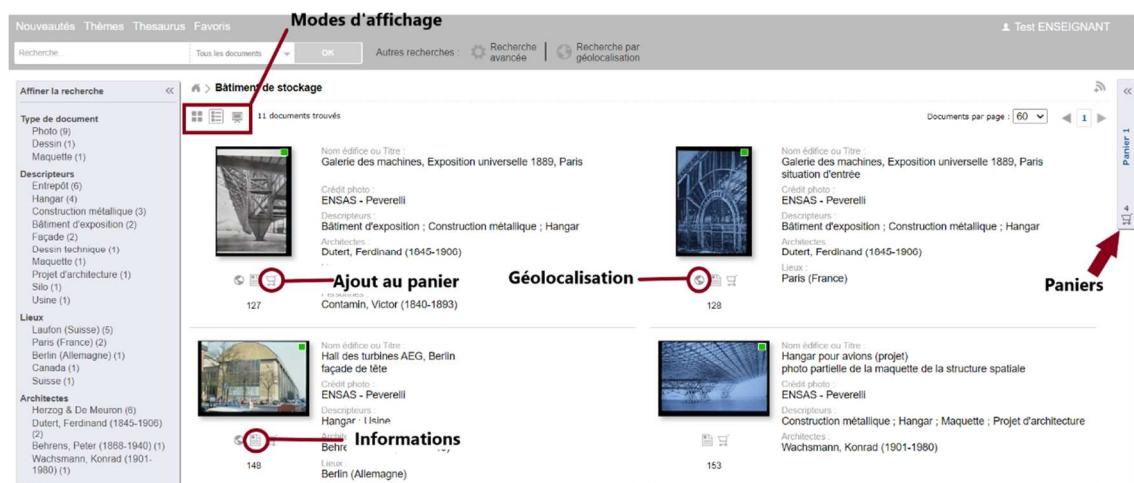 Modes d'affichage
Nouveautés Thèmes Thesaurus Favoris
Test ENSEIGNANT
Recherche...
Tous les documents
OK
Autres recherches :
Recherche avancée
Recherche par géolocalisation
Affiner la recherche
Bâtiment de stockage
11 documents trouvés
Documents par page : 60
1
Type de document
Photo (9)
Dessin (1)
Maquette (1)
Descripteurs
Entrepôt (6)
Hangar (4)
Construction métallique (3)
Bâtiment d'exposition (2)
Façade (2)
Dessin technique (1)
Maquette (1)
Projet d'architecture (1)
Silo (1)
Usine (1)
Lieux
Laufon (Suisse) (5)
Paris (France) (2)
Berlin (Allemagne) (1)
Canada (1)
Suisse (1)
Architectes
Herzog & De Meuron (6)
Dutert, Ferdinand (1845-1906)
(2)
Behrens, Peter (1868-1940) (1)
Wachsmann, Konrad (1901-
1980) (1)
Nom édifice ou Titre :
Galerie des machines, Exposition universelle 1889, Paris
Crédit photo :
ENSAS - Peverelli
Descripteurs :
Bâtiment d'exposition ; Construction métallique ; Hangar
Architectes :
Dutert, Ferdinand (1845-1906)
Ajout au panier
Contamin, Victor (1840-1893)
127
Nom édifice ou Titre :
Galerie des machines, Exposition universelle 1889, Paris
situation d'entrée
Crédit photo :
ENSAS - Peverelli
Descripteurs :
Bâtiment d'exposition ; Construction métallique ; Hangar
Architectes :
Dutert, Ferdinand (1845-1906)
Lieux :
Paris (France)
Géolocalisation
128
Panier 1
4
Paniers
Nom édifice ou Titre :
Hall des turbines AEG, Berlin
façade de tête
Crédit photo :
ENSAS - Peverelli
Descripteurs :
Hangar ; Usine
Informations
Lieux :
Berlin (Allemagne)
148
Nom édifice ou Titre :
Hangar pour avions (projet)
photo partielle de la maquette de la structure spatiale
Crédit photo :
ENSAS - Peverelli
Descripteurs :
Construction métallique ; Hangar ; Maquette ; Projet d'architecture
Architectes :
Wachsmann, Konrad (1901-1980)
153